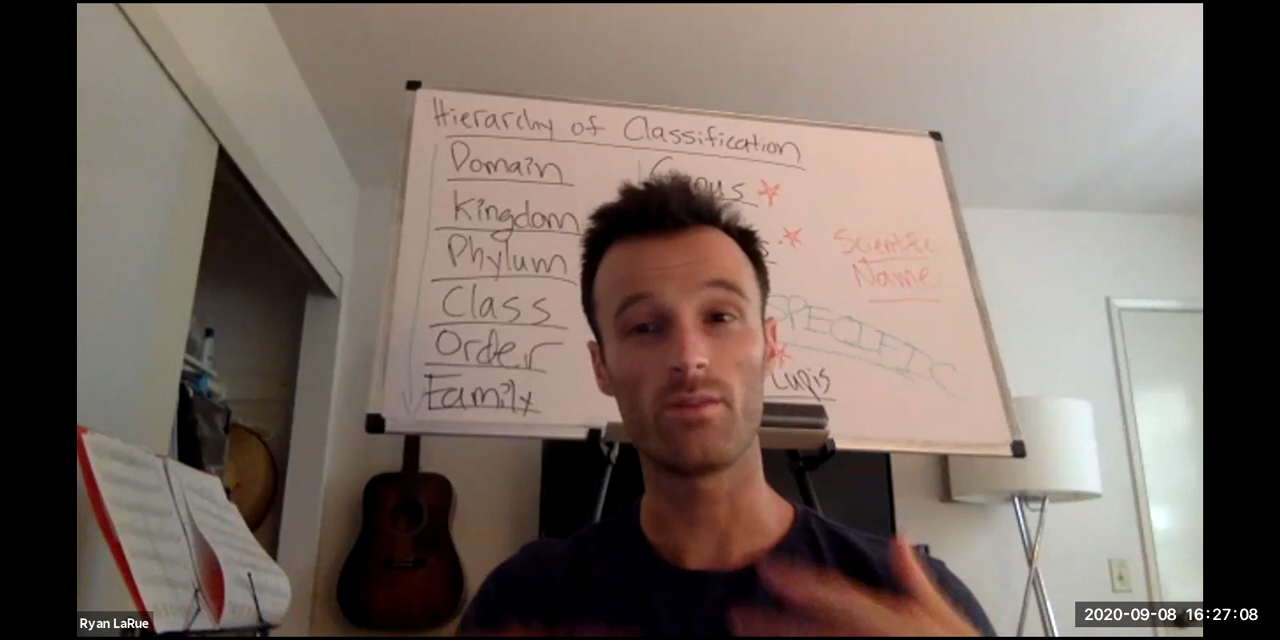 Hierarchy of Classification
Domain
Kingdom
Phylum
Class
Order
Family
Scientific
Name
SPECIFIC
Lupis
Ryan LaRue
2020-09-08 16:27:08